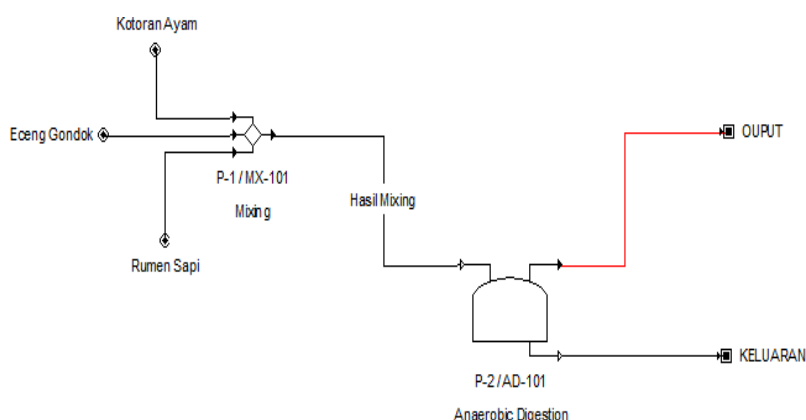 Kotoran Ayam
Eceng Gondok
P-1 / MX-101
Mixing
Rumen Sapi
Hasil Mixing
OUPUT
P-2 / AD-101
Anaerobic Digestion
KELUARAN